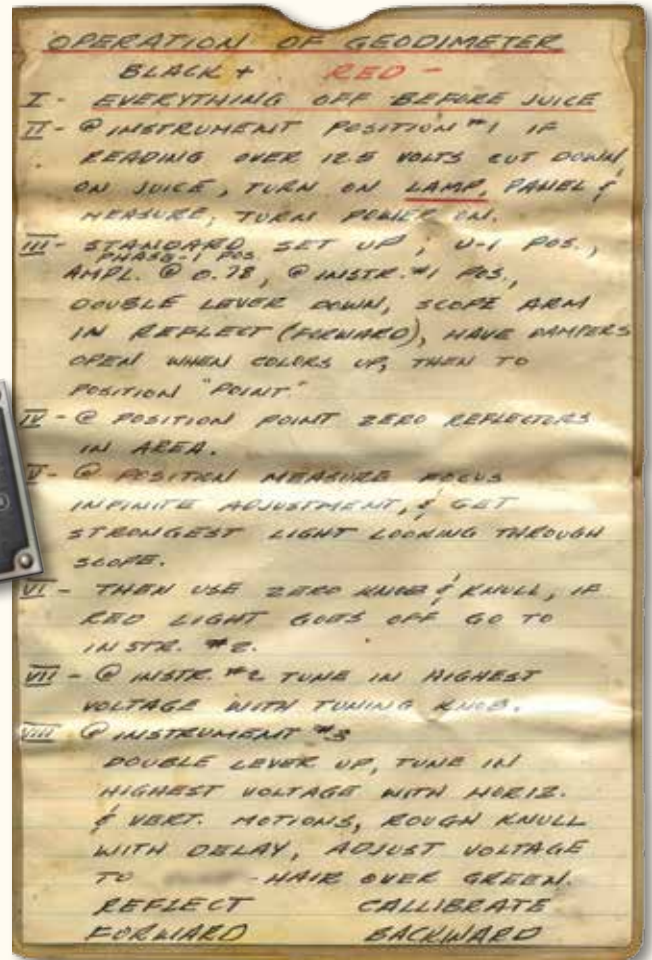 OPERATION OF GEODIMETER
BLACK + RED -
I - EVERYTHING OFF BEFORE JUICE
II - @ INSTRUMENT POSITION #1 IF
READING OVER 12.5 VOLTS CUT DOWN
ON JUICE, TURN ON LAMP, PANEL &
MEASURE, TURN POWER ON.
III - STANDARD SET UP; U-1 POS.,
PHASE-1 POS
AMPL. @ 0.78, @ INSTR. #1 POS.,
DOUBLE LEVER DOWN, SCOPE ARM
IN REFLECT (FORWARD), HAVE DAMPERS
OPEN WHEN COLORS UP, THEN TO
POSITION "POINT"
IV - @ POSITION POINT ZERO REFLECTORS
IN AREA.
V - @ POSITION MEASURE FOCUS
INFINITE ADJUSTMENT, & GET
STRONGEST LIGHT LOOKING THROUGH
SCOPE.
VI - THEN USE ZERO KNOB & KNULL, IF
RED LIGHT GOES OFF GO TO
INSTR. #2.
VII - @ INSTR. #2 TUNE IN HIGHEST
VOLTAGE WITH TUNING KNOB.
VIII @ INSTRUMENT #3
DOUBLE LEVER UP, TUNE IN
HIGHEST VOLTAGE WITH HORIZ.
& VERT. MOTIONS, ROUGH KNULL
WITH DELAY, ADJUST VOLTAGE
TO - HAIR OVER GREEN.
REFLECT CALLIBRATE
FORWARD BACKWARD